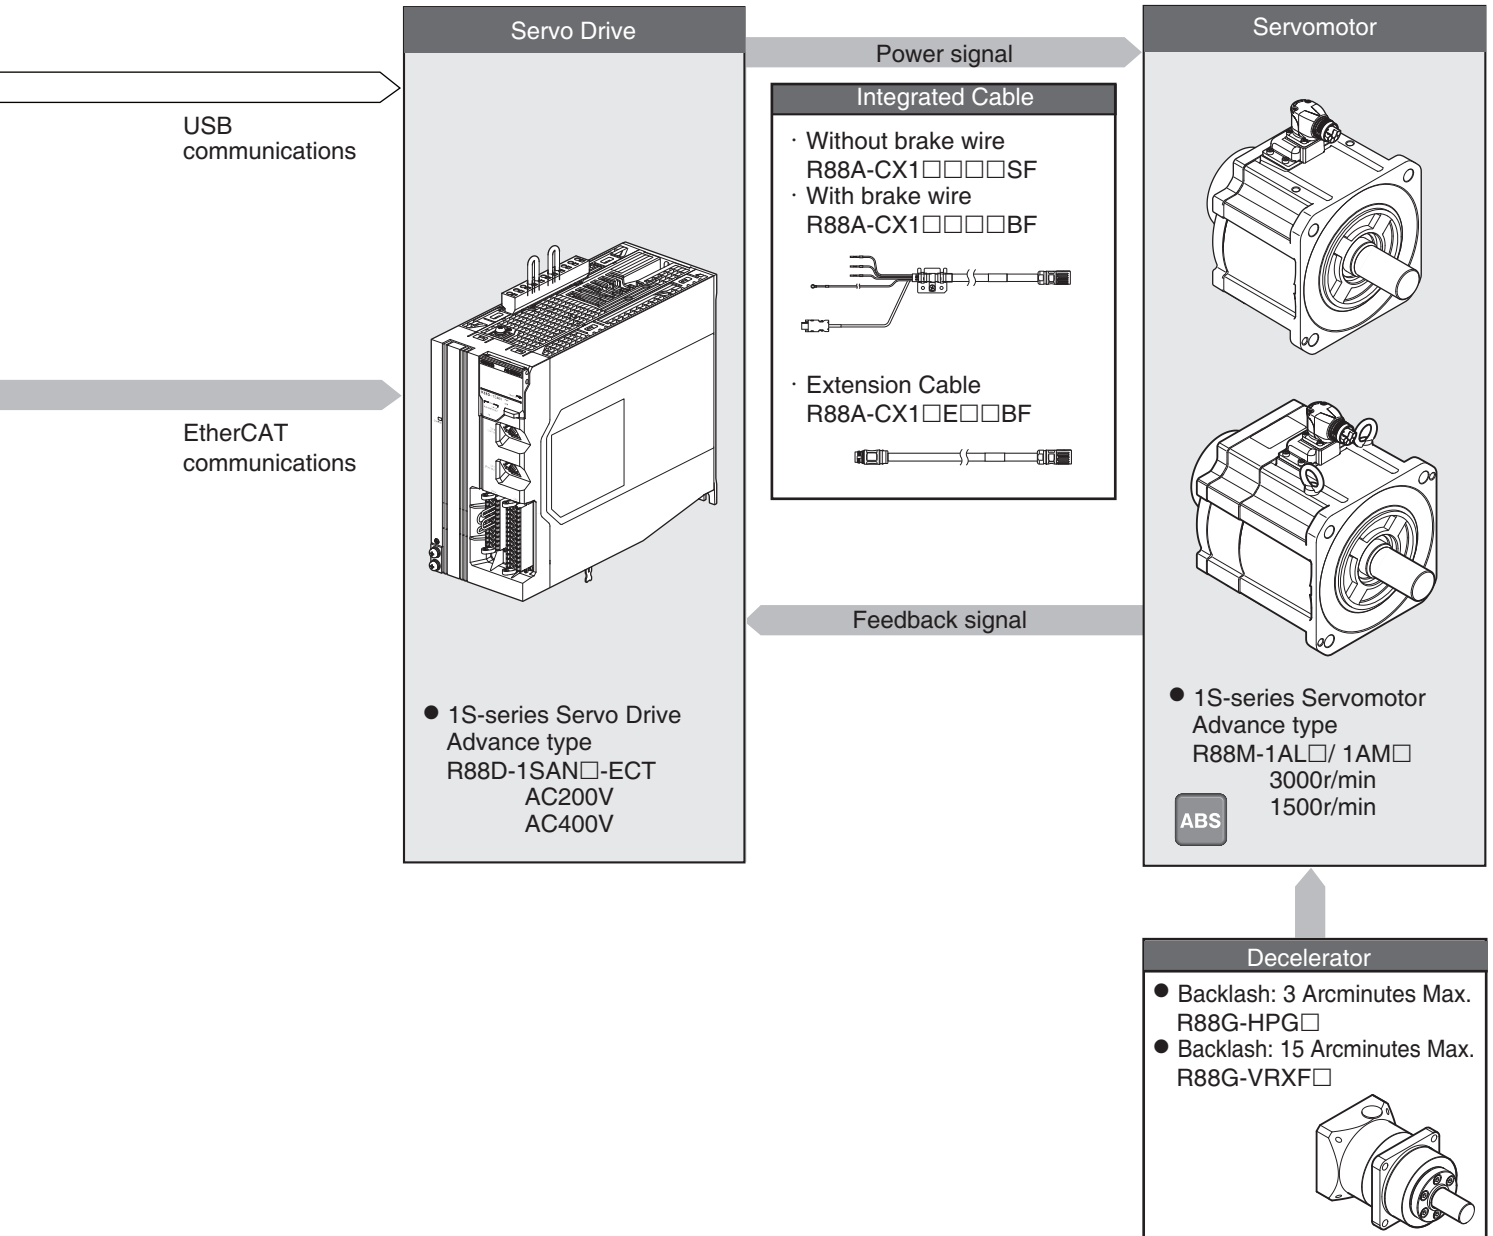 USB
communications
EtherCAT
communications
Servo Drive
● 1S-series Servo Drive
Advance type
R88D-1SAN□-ECT
AC200V
AC400V
Power signal
Integrated Cable
· Without brake wire
R88A-CX1□□□□SF
· With brake wire
R88A-CX1□□□□BF
· Extension Cable
R88A-CX1□E□□BF
Feedback signal
Servomotor
● 1S-series Servomotor
Advance type
R88M-1AL□/ 1AM□
3000r/min
1500r/min
ABS
Decelerator
● Backlash: 3 Arcminutes Max.
R88G-HPG□
● Backlash: 15 Arcminutes Max.
R88G-VRXF□